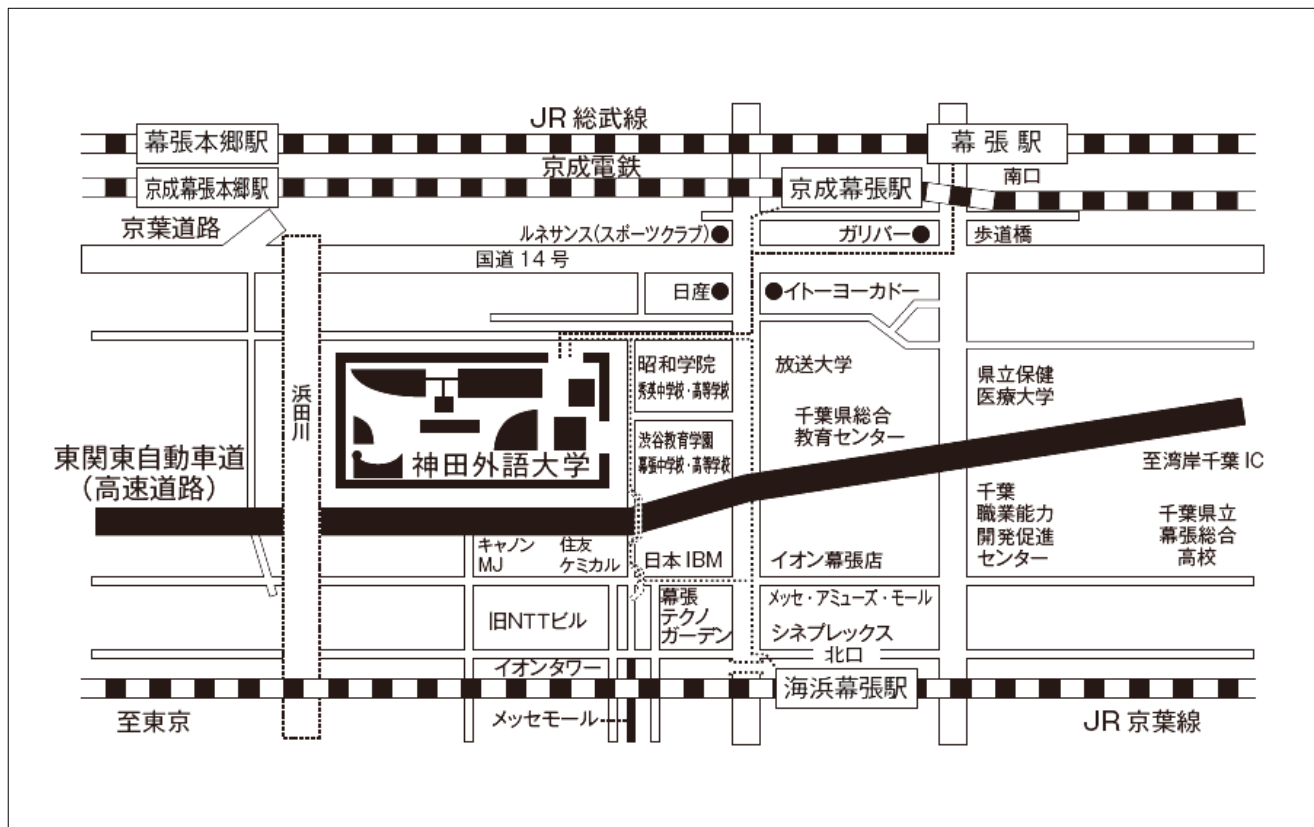 JR 総武線
幕張本郷駅
幕張駅
京成電鉄
京成幕張本郷駅
京成幕張駅
南口
京葉道路
ルネサンス(スポーツクラブ)
ガリバー
歩道橋
国道14号
日産
イトーヨーカドー
昭和学院
秀英中学校・高等学校
放送大学
県立保健
医療大学
浜田川
千葉県総合
教育センター
渋谷教育学園
幕張中学校・高等学校
神田外語大学
東関東自動車道
(高速道路)
至湾岸千葉IC
千葉
職業能力
開発促進
センター
千葉県立
幕張総合
高校
キャノン
MJ
住友
ケミカル
日本IBM
イオン幕張店
幕張
テクノ
ガーデン
メッセ・アミューズ・モール
旧NTTビル
シネプレックス
北口
イオンタワー
海浜幕張駅
至東京
メッセモール
JR 京葉線